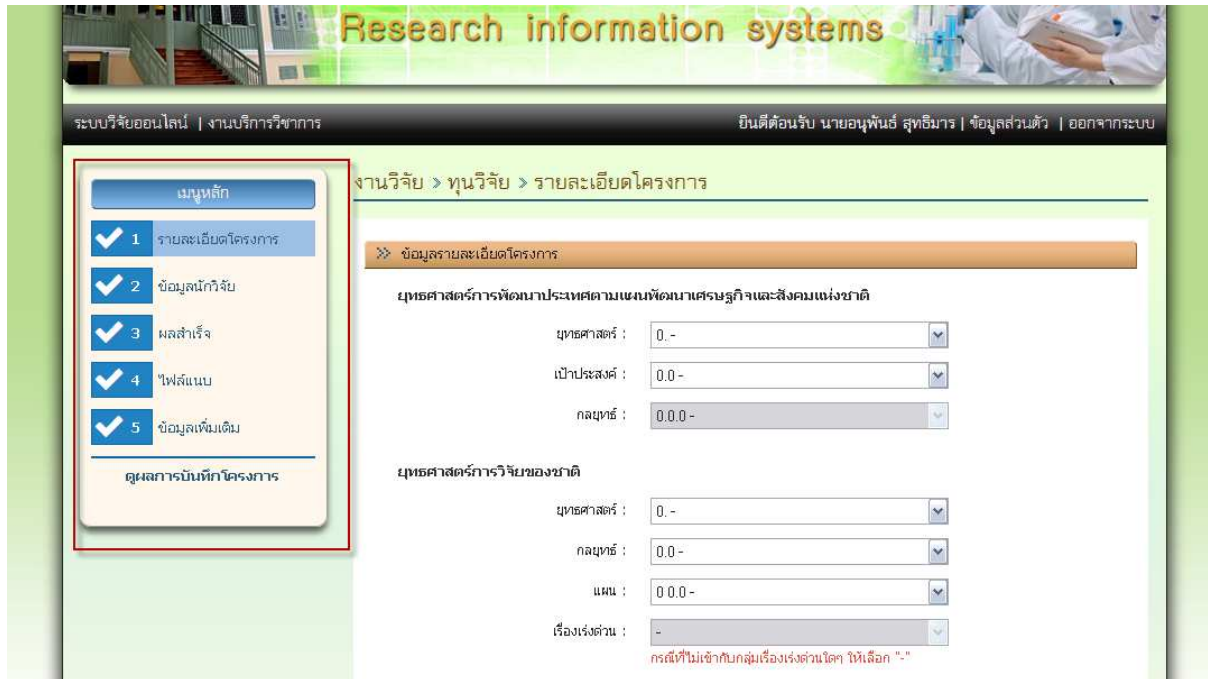 Research information systems
ระบบวิจัยออนไลน์ | งานบริการวิชาการ
ยินดีต้อนรับ นายอนุพันธ์ สุทธิมาร | ข้อมูลส่วนตัว | ออกจากระบบ
เมนูหลัก
1 รายละเอียดโครงการ
2 ข้อมูลนักวิจัย
3 ผลสำเร็จ
4 ไฟล์แนบ
5 ข้อมูลเพิ่มเติม
ดูผลการบันทึกโครงการ
งานวิจัย > ทุนวิจัย > รายละเอียดโครงการ
ข้อมูลรายละเอียดโครงการ
ยุทธศาสตร์การพัฒนาประเทศตามแผนพัฒนาเศรษฐกิจและสังคมแห่งชาติ
ยุทธศาสตร์ : 0. -
เป้าประสงค์ : 0.0 -
กลยุทธ์ : 0.0.0 -
ยุทธศาสตร์การวิจัยของชาติ
ยุทธศาสตร์ : 0. -
กลยุทธ์ : 0.0 -
แผน : 0 0.0 -
เรื่องเร่งด่วน : -
กรณีที่ไม่เข้ากับกลุ่มเรื่องเร่งด่วนใดๆ ให้เลือก "-"